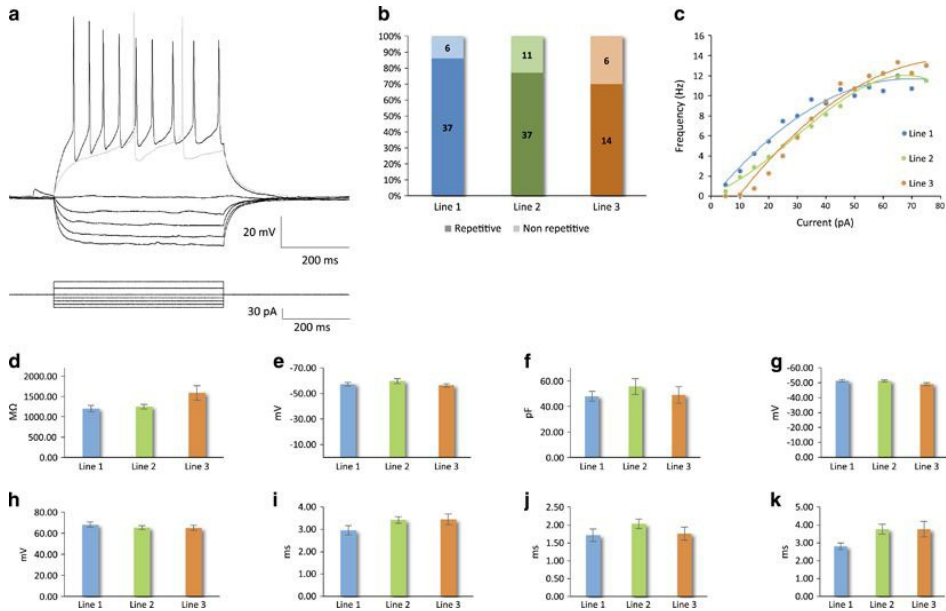 a
20 mV
200 ms
30 pA
200 ms
b
100%
90%
80%
70%
60%
50%
40%
30%
20%
10%
0%
6
37
11
37
6
14
Line 1
Line 2
Line 3
Repetitive
Non repetitive
c
Frequency (Hz)
16
14
12
10
8
6
4
2
0
0
10
20
30
40
50
60
70
80
Current (pA)
Line 1
Line 2
Line 3
d
MΩ
2000.00
1500.00
1000.00
500.00
0.00
Line 1
Line 2
Line 3
e
mV
-70.00
-50.00
-30.00
-10.00
Line 1
Line 2
Line 3
f
pF
60.00
40.00
20.00
0.00
Line 1
Line 2
Line 3
g
mV
-60.00
-50.00
-40.00
-30.00
-20.00
-10.00
0.00
Line 1
Line 2
Line 3
h
mV
80.00
60.00
40.00
20.00
0.00
Line 1
Line 2
Line 3
i
ms
4.00
3.00
2.00
1.00
0.00
Line 1
Line 2
Line 3
j
ms
2.50
2.00
1.50
1.00
0.50
0.00
Line 1
Line 2
Line 3
k
ms
5.00
4.00
3.00
2.00
1.00
0.00
Line 1
Line 2
Line 3